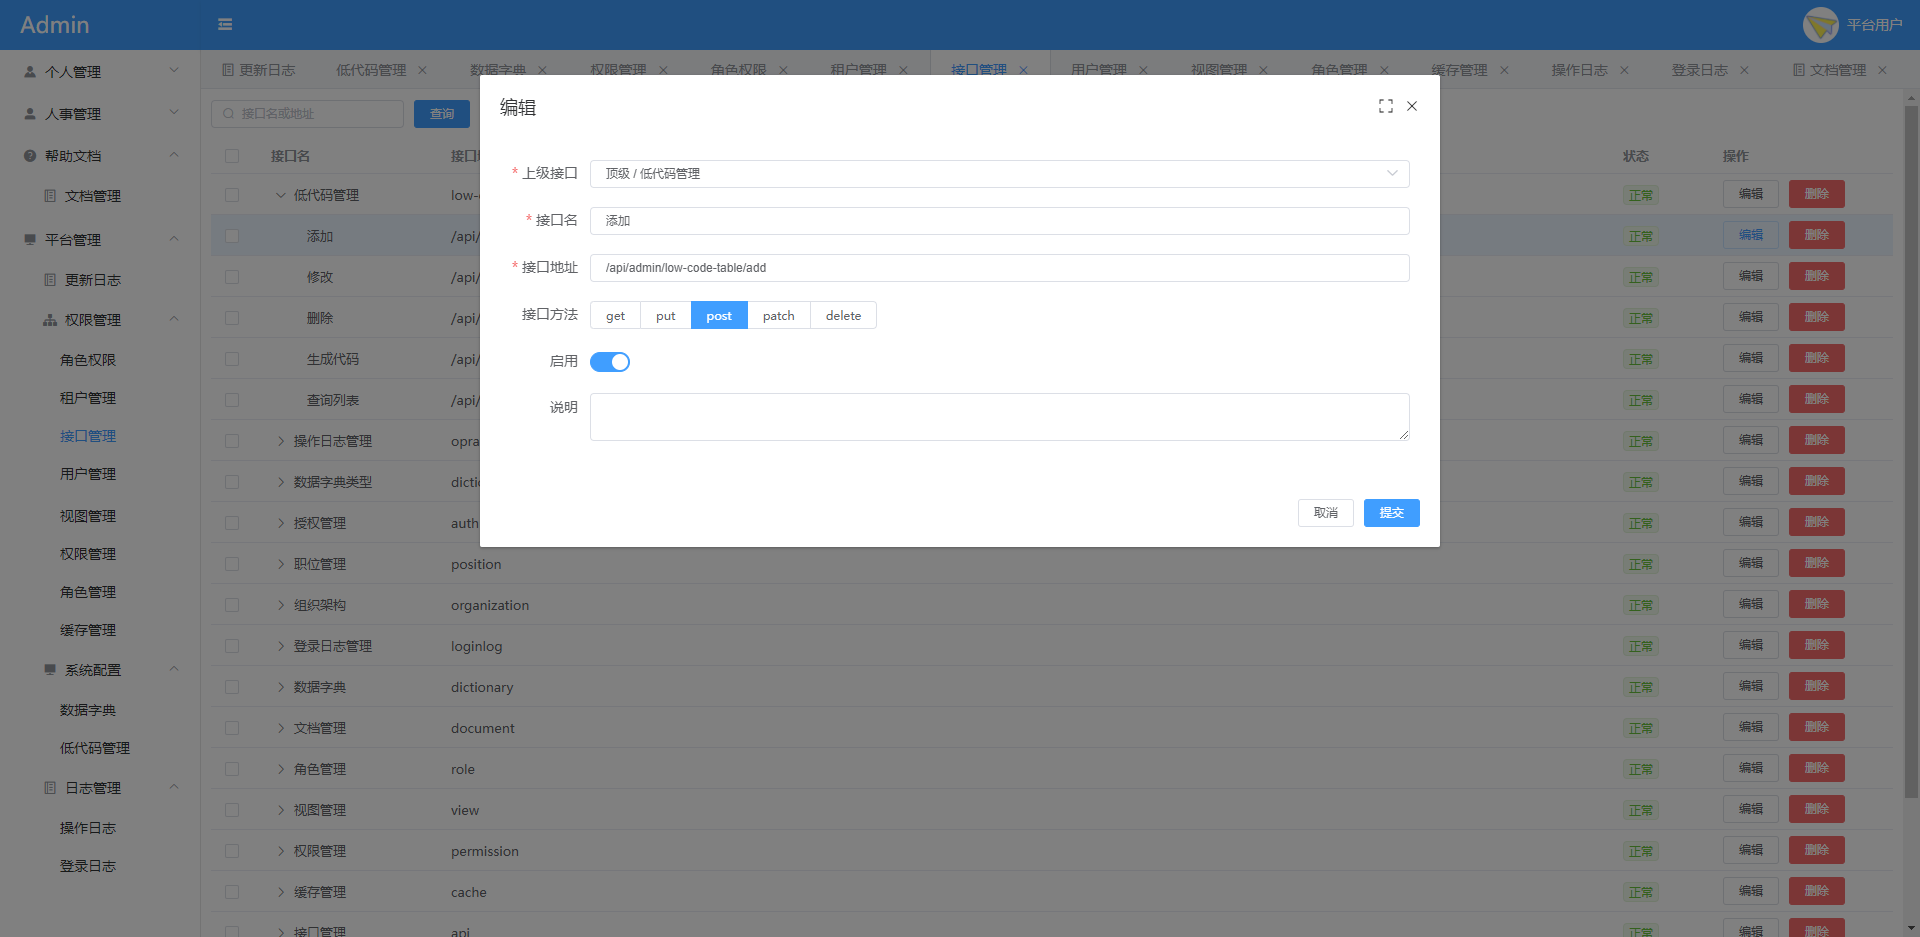 Admin
平台用户
个人管理
人事管理
帮助文档
文档管理
平台管理
更新日志
权限管理
角色权限
租户管理
接口管理
用户管理
视图管理
权限管理
角色管理
缓存管理
系统配置
数据字典
低代码管理
日志管理
操作日志
登录日志
更新日志 低代码管理 数据字典 权限管理 角色权限 租户管理 接口管理 用户管理 视图管理 角色管理 缓存管理 操作日志 登录日志 文档管理
接口名或地址 查询
接口名 接口 状态 操作
低代码管理 low- 正常 编辑 删除
添加 /api/ 正常 编辑 删除
修改 /api/ 正常 编辑 删除
删除 /api/ 正常 编辑 删除
生成代码 /api/ 正常 编辑 删除
查询列表 /api/ 正常 编辑 删除
操作日志管理 opra 正常 编辑 删除
数据字典类型 dicti 正常 编辑 删除
授权管理 auth 正常 编辑 删除
职位管理 position 正常 编辑 删除
组织架构 organization 正常 编辑 删除
登录日志管理 loginlog 正常 编辑 删除
数据字典 dictionary 正常 编辑 删除
文档管理 document 正常 编辑 删除
角色管理 role 正常 编辑 删除
视图管理 view 正常 编辑 删除
权限管理 permission 正常 编辑 删除
缓存管理 cache 正常 编辑 删除
接口管理 api 正常 编辑 删除
编辑
* 上级接口 顶级 / 低代码管理
* 接口名 添加
* 接口地址 /api/admin/low-code-table/add
接口方法 get put post patch delete
启用
说明
取消 提交